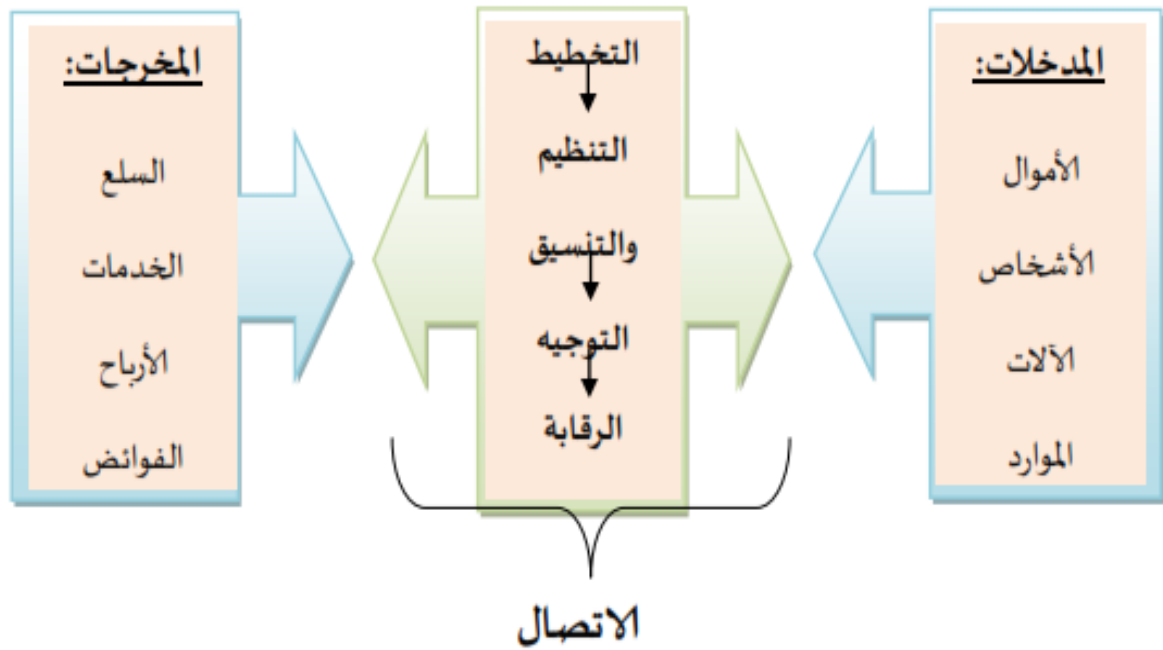 المدخلات:
الأموال
الأشخاص
الآلات
الموارد
التخطيط
التنظيم
والتنسيق
التوجيه
الرقابة
المخرجات:
السلع
الخدمات
الأرباح
الفوائض
الاتصال